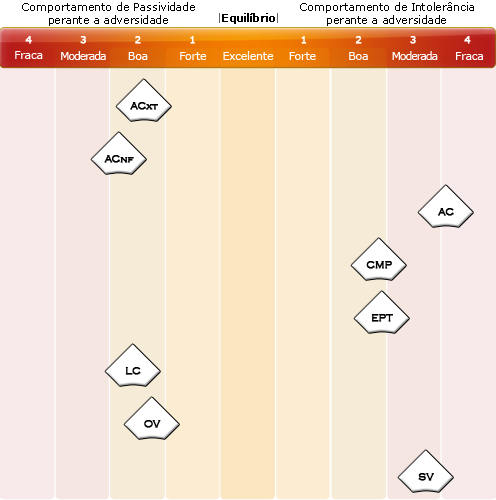 Comportamento de Passividade
perante a adversidade
|Equilíbrio|
Comportamento de Intolerância
perante a adversidade
4 3 2 1 1 2 3 4
Fraca Moderada Boa Forte Excelente Forte Boa Moderada Fraca
ACXT
ACNF
AC
CMP
EPT
LC
OV
SV